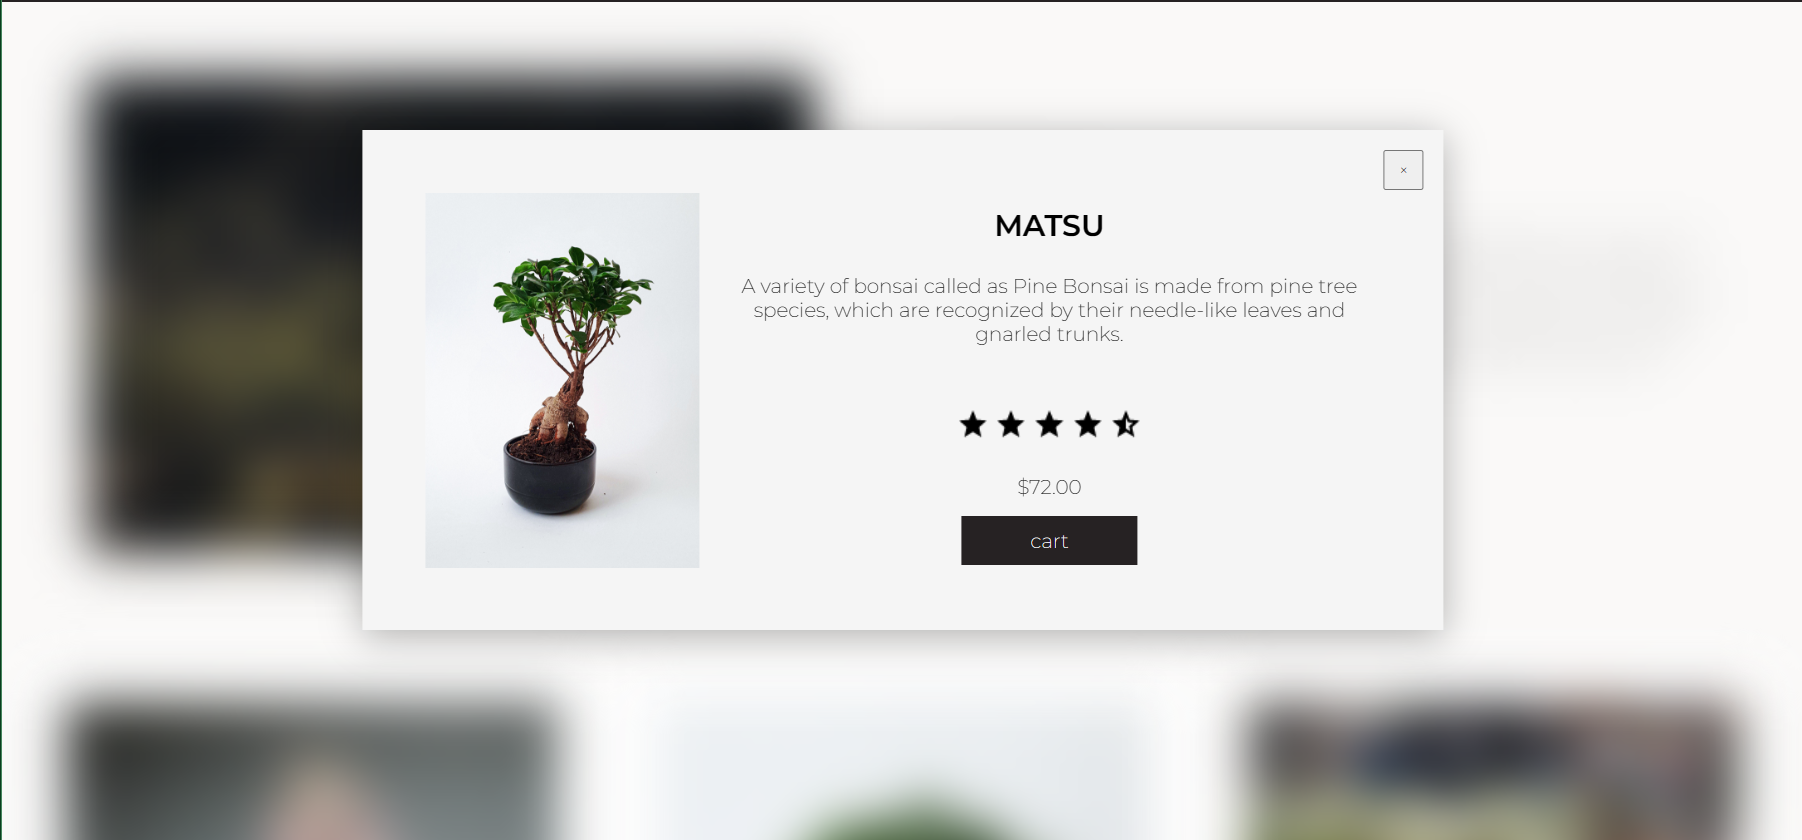 ×
MATSU
A variety of bonsai called as Pine Bonsai is made from pine tree
species, which are recognized by their needle-like leaves and
gnarled trunks.
$72.00
cart